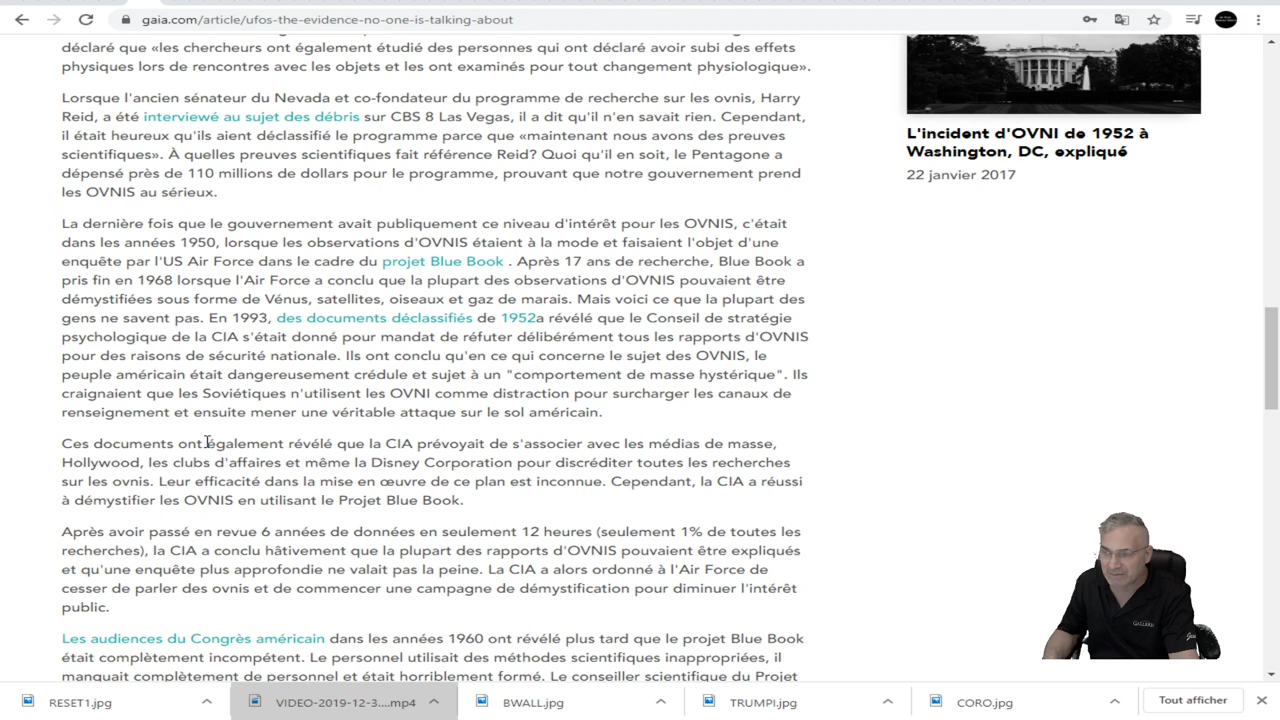 gaia.com/article/ufos-the-evidence-no-one-is-talking-about
déclaré que «les chercheurs ont également étudié des personnes qui ont déclaré avoir subi des effets
physiques lors de rencontres avec les objets et les ont examinés pour tout changement physiologique».
Lorsque l'ancien sénateur du Nevada et co-fondateur du programme de recherche sur les ovnis, Harry
Reid, a été interviewé au sujet des débris sur CBS 8 Las Vegas, il a dit qu'il n'en savait rien. Cependant,
il était heureux qu'ils aient déclassifié le programme parce que «maintenant nous avons des preuves
scientifiques». À quelles preuves scientifiques fait référence Reid? Quoi qu'il en soit, le Pentagone a
dépensé près de 110 millions de dollars pour le programme, prouvant que notre gouvernement prend
les OVNIS au sérieux.
La dernière fois que le gouvernement avait publiquement ce niveau d'intérêt pour les OVNIS, c'était
dans les années 1950, lorsque les observations d'OVNIS étaient à la mode et faisaient l'objet d'une
enquête par l'US Air Force dans le cadre du projet Blue Book . Après 17 ans de recherche, Blue Book a
pris fin en 1968 lorsque l'Air Force a conclu que la plupart des observations d'OVNIS pouvaient être
démystifiées sous forme de Vénus, satellites, oiseaux et gaz de marais. Mais voici ce que la plupart des
gens ne savent pas. En 1993, des documents déclassifiés de 1952a révélé que le Conseil de stratégie
psychologique de la CIA s'était donné pour mandat de réfuter délibérément tous les rapports d'OVNIS
pour des raisons de sécurité nationale. Ils ont conclu qu'en ce qui concerne le sujet des OVNIS, le
peuple américain était dangereusement crédule et sujet à un "comportement de masse hystérique". Ils
craignaient que les Soviétiques n'utilisent les OVNI comme distraction pour surcharger les canaux de
renseignement et ensuite mener une véritable attaque sur le sol américain.
Ces documents ont également révélé que la CIA prévoyait de s'associer avec les médias de masse,
Hollywood, les clubs d'affaires et même la Disney Corporation pour discréditer toutes les recherches
sur les ovnis. Leur efficacité dans la mise en œuvre de ce plan est inconnue. Cependant, la CIA a réussi
à démystifier les OVNIS en utilisant le Projet Blue Book.
Après avoir passé en revue 6 années de données en seulement 12 heures (seulement 1% de toutes les
recherches), la CIA a conclu hâtivement que la plupart des rapports d'OVNIS pouvaient être expliqués
et qu'une enquête plus approfondie ne valait pas la peine. La CIA a alors ordonné à l'Air Force de
cesser de parler des ovnis et de commencer une campagne de démystification pour diminuer l'intérêt
public.
Les audiences du Congrès américain dans les années 1960 ont révélé plus tard que le projet Blue Book
était complètement incompétent. Le personnel utilisait des méthodes scientifiques inappropriées, il
manquait complètement de personnel et était horriblement formé. Le conseiller scientifique du Projet
L'incident d'OVNI de 1952 à
Washington, DC, expliqué
22 janvier 2017
RESET1.jpg
VIDEO-2019-12-3....mp4
BWALL.jpg
TRUMPI.jpg
CORO.jpg
Tout afficher